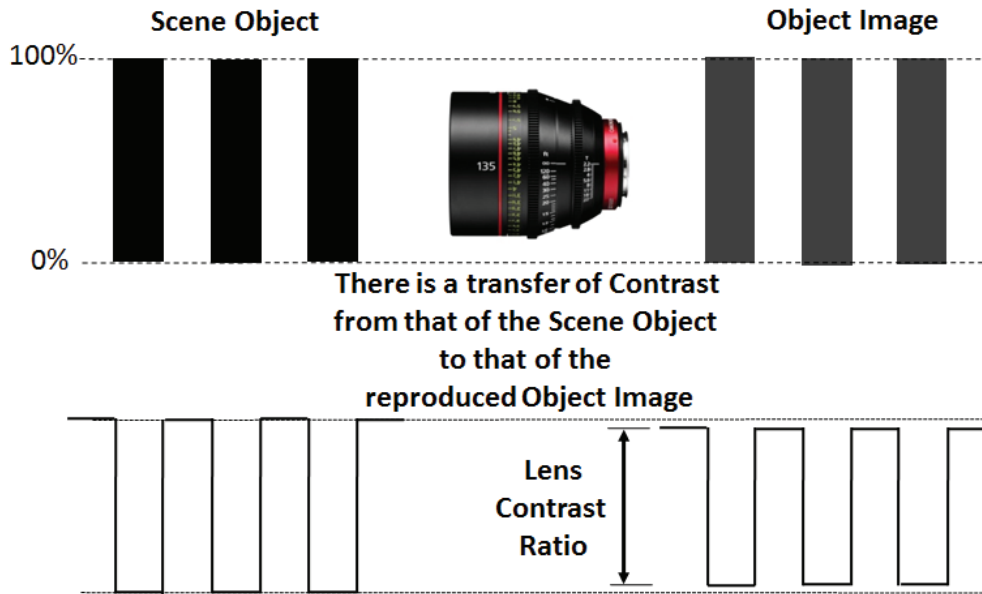 Scene Object
Object Image
100%
135
0%
There is a transfer of Contrast
from that of the Scene Object
to that of the
reproduced Object Image
Lens
Contrast
Ratio